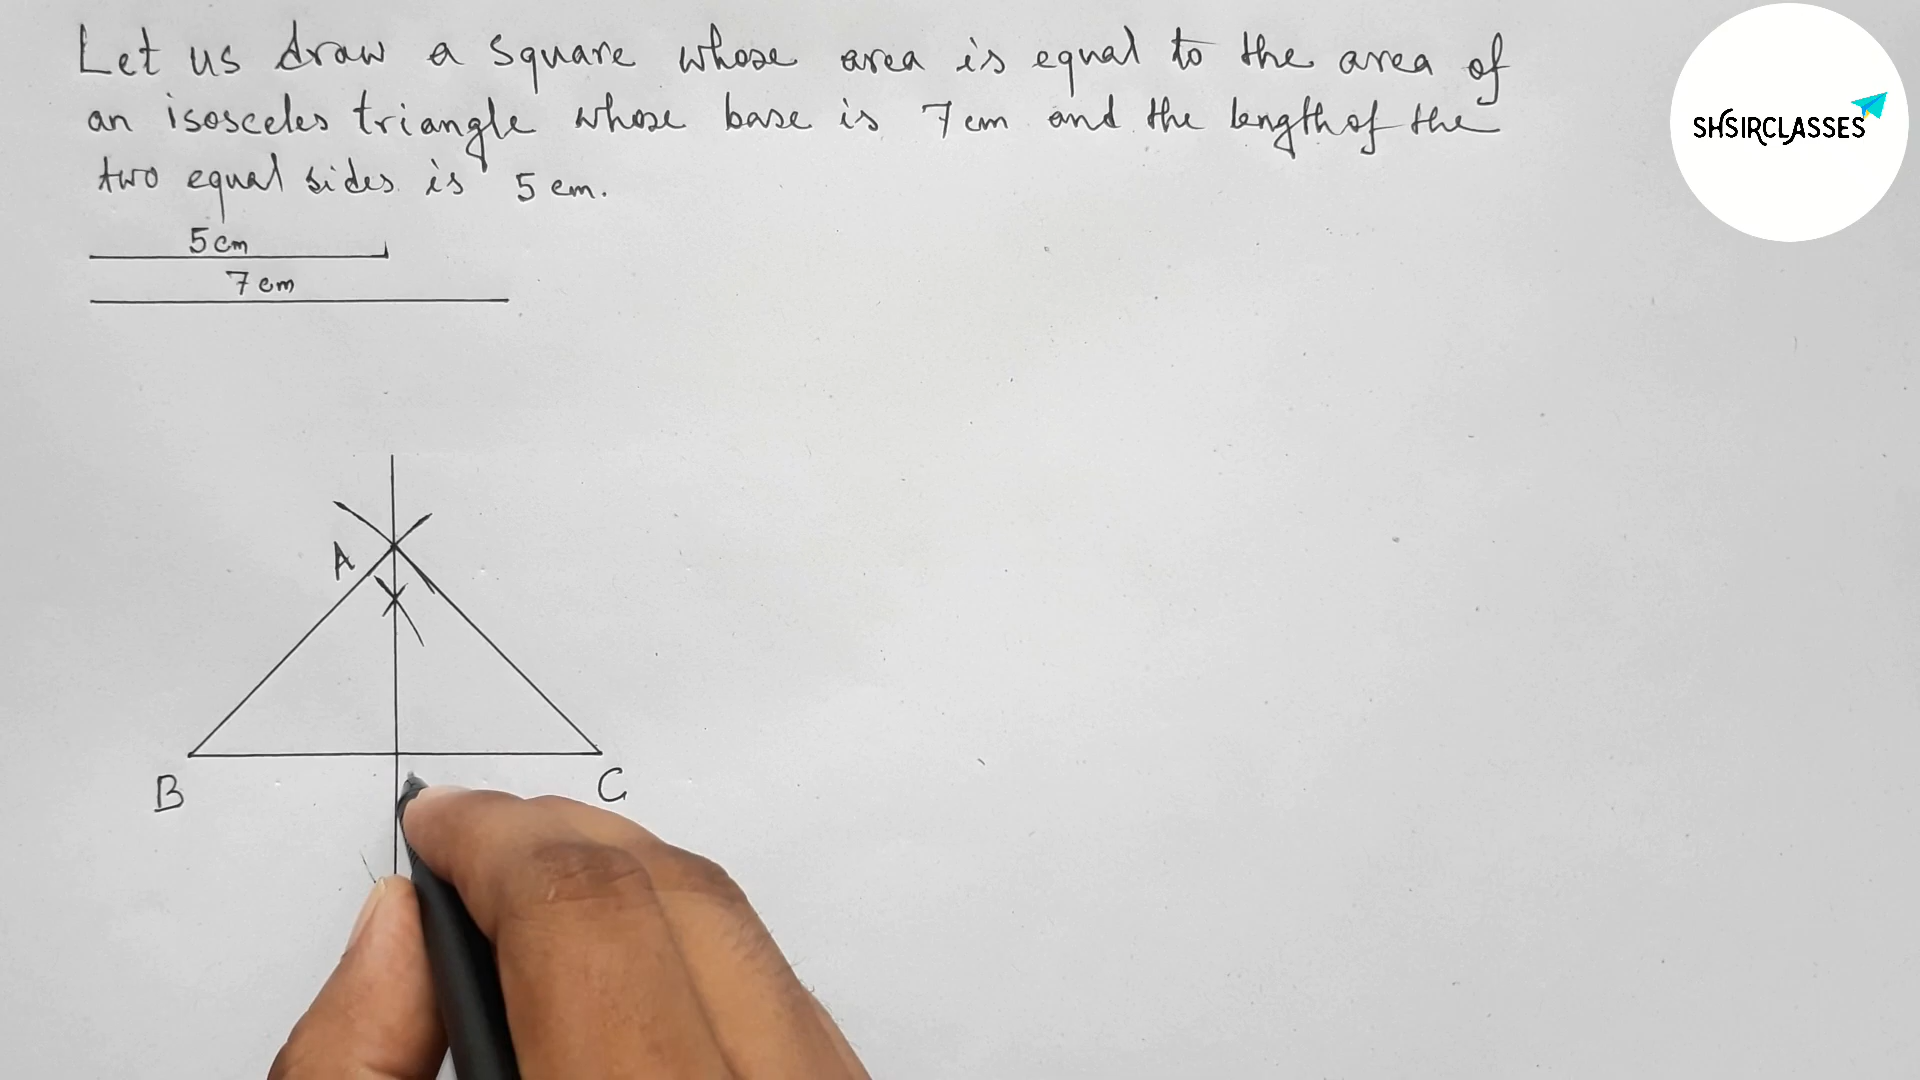 Let us draw a square whose area is equal to the area of
an isosceles triangle whose base is 7 cm and the length of the
two equal sides is 5 cm.
SHSIRCLASSES
5 cm
7 cm
A
B
C